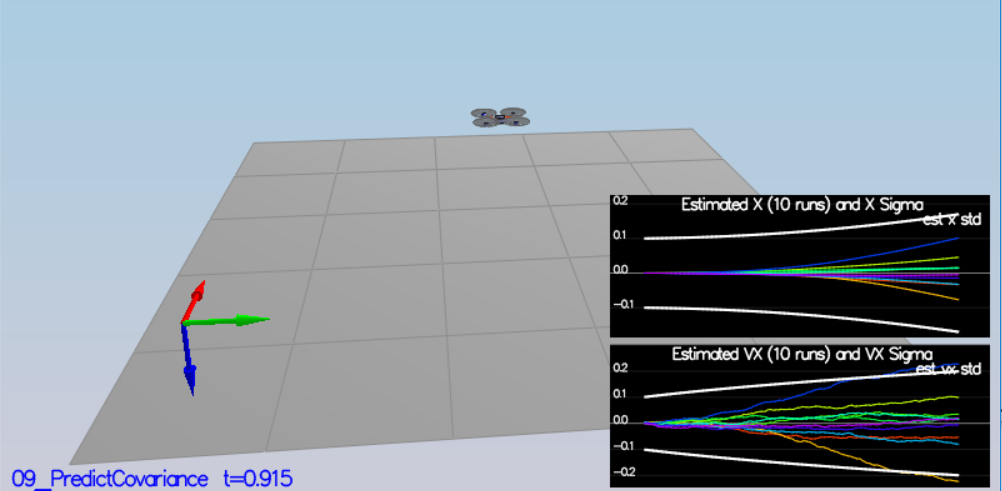 0.2
Estimated X (10 runs) and X Sigma
est x std
0.1
0.0
-0.1
Estimated VX (10 runs) and VX Sigma
est vx std
0.2
0.1
0.0
-0.1
-0.2
09_PredictCovariance t=0.915